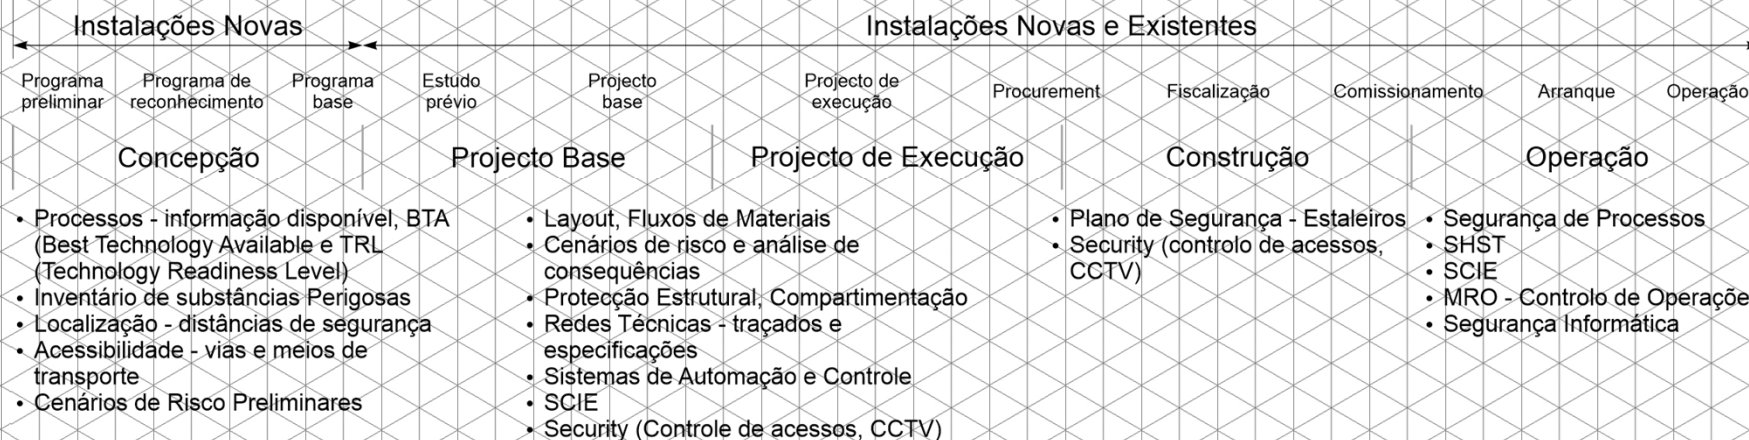 Instalações Novas
Instalações Novas e Existentes
Programa
preliminar
Programa de
reconhecimento
Programa
base
Estudo
prévio
Projecto
base
Projecto de
execução
Procurement
Fiscalização
Comissionamento
Arranque
Operação
Concepção
Projecto Base
Projecto de Execução
Construção
Operação
• Processos - informação disponível, BTA
(Best Technology Available e TRL
(Technology Readiness Level)
• Inventário de substâncias Perigosas
• Localização - distâncias de segurança
• Acessibilidade - vias e meios de
transporte
• Cenários de Risco Preliminares
• Layout, Fluxos de Materiais
• Cenários de risco e análise de
consequências
• Protecção Estrutural, Compartimentação
• Redes Técnicas - traçados e
especificações
• Sistemas de Automação e Controle
• SCIE
• Security (Controle de acessos, CCTV)
• Plano de Segurança - Estaleiros
• Security (controlo de acessos,
CCTV)
• Segurança de Processos
• SHST
• SCIE
• MRO - Controlo de Operaçõe
• Segurança Informática